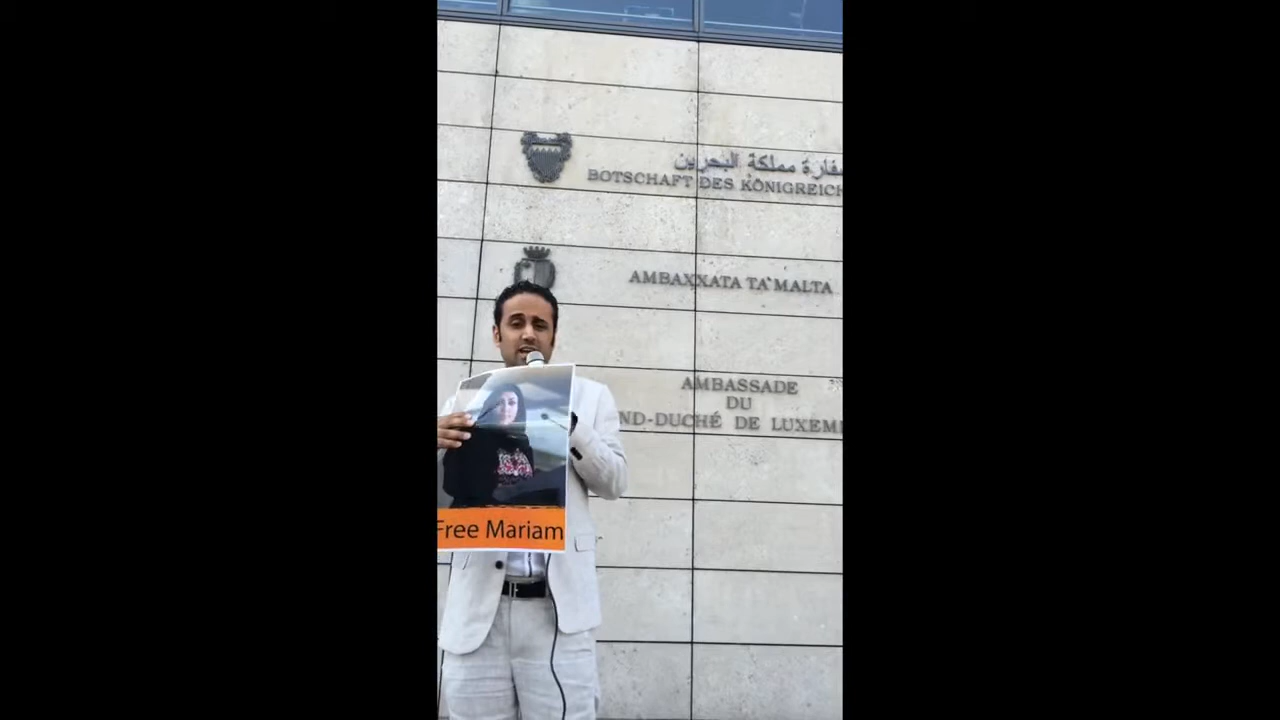 سفارة مملكة البحرين
BOTSCHAFT DES KÖNIGREICH
AMBAXXATA TA'MALTA
AMBASSADE
DU
ND-DUCHÉ DE LUXEM
Free Mariam